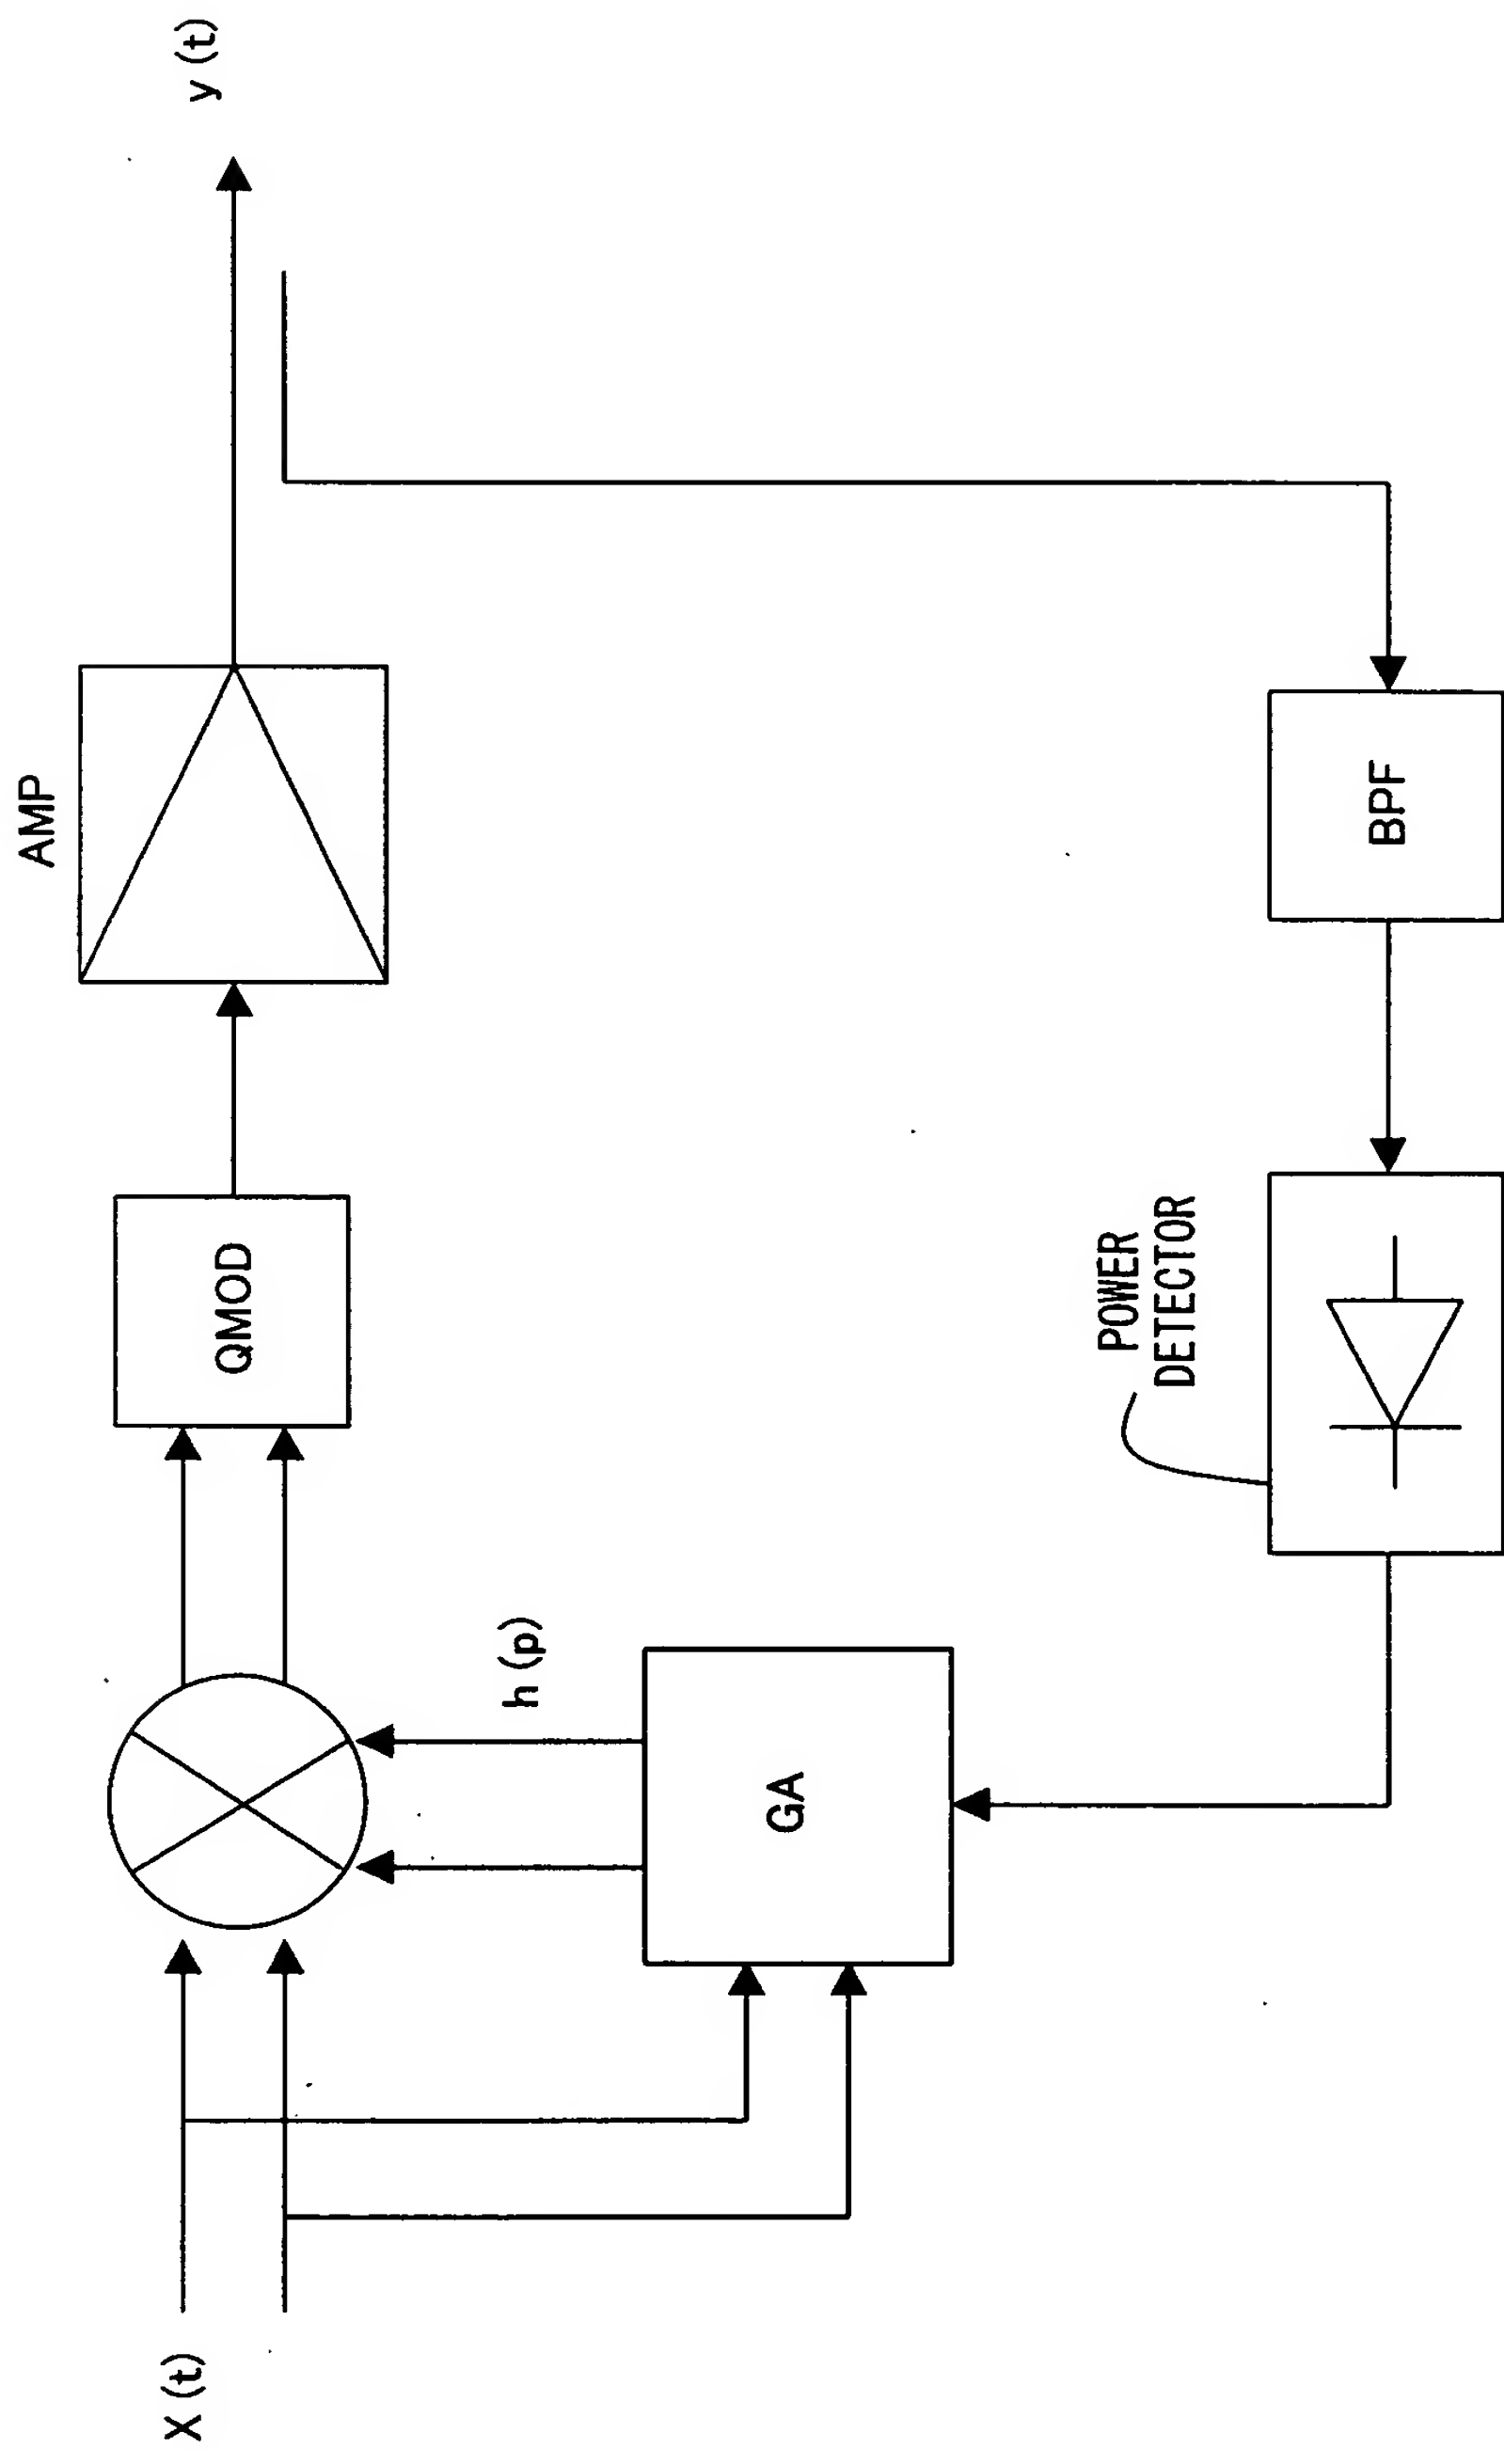 X (t)
QMOD
AMP
y (t)
h (p)
GA
POWER
DETECTOR
BPF